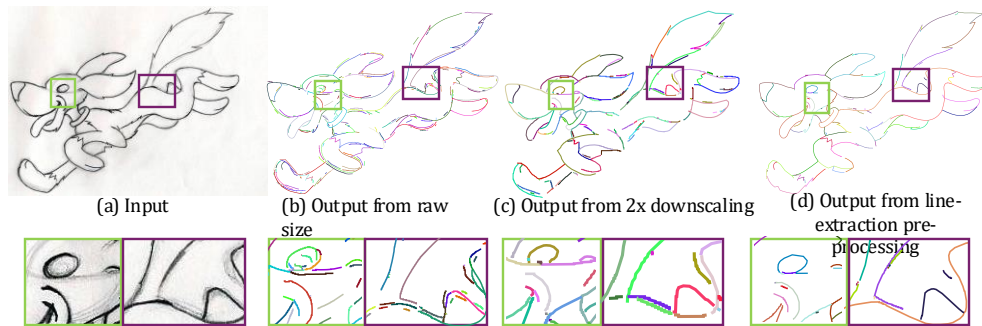 (a) Input
(b) Output from raw
size
(c) Output from 2x downscaling
(d) Output from line-
extraction pre-
processing